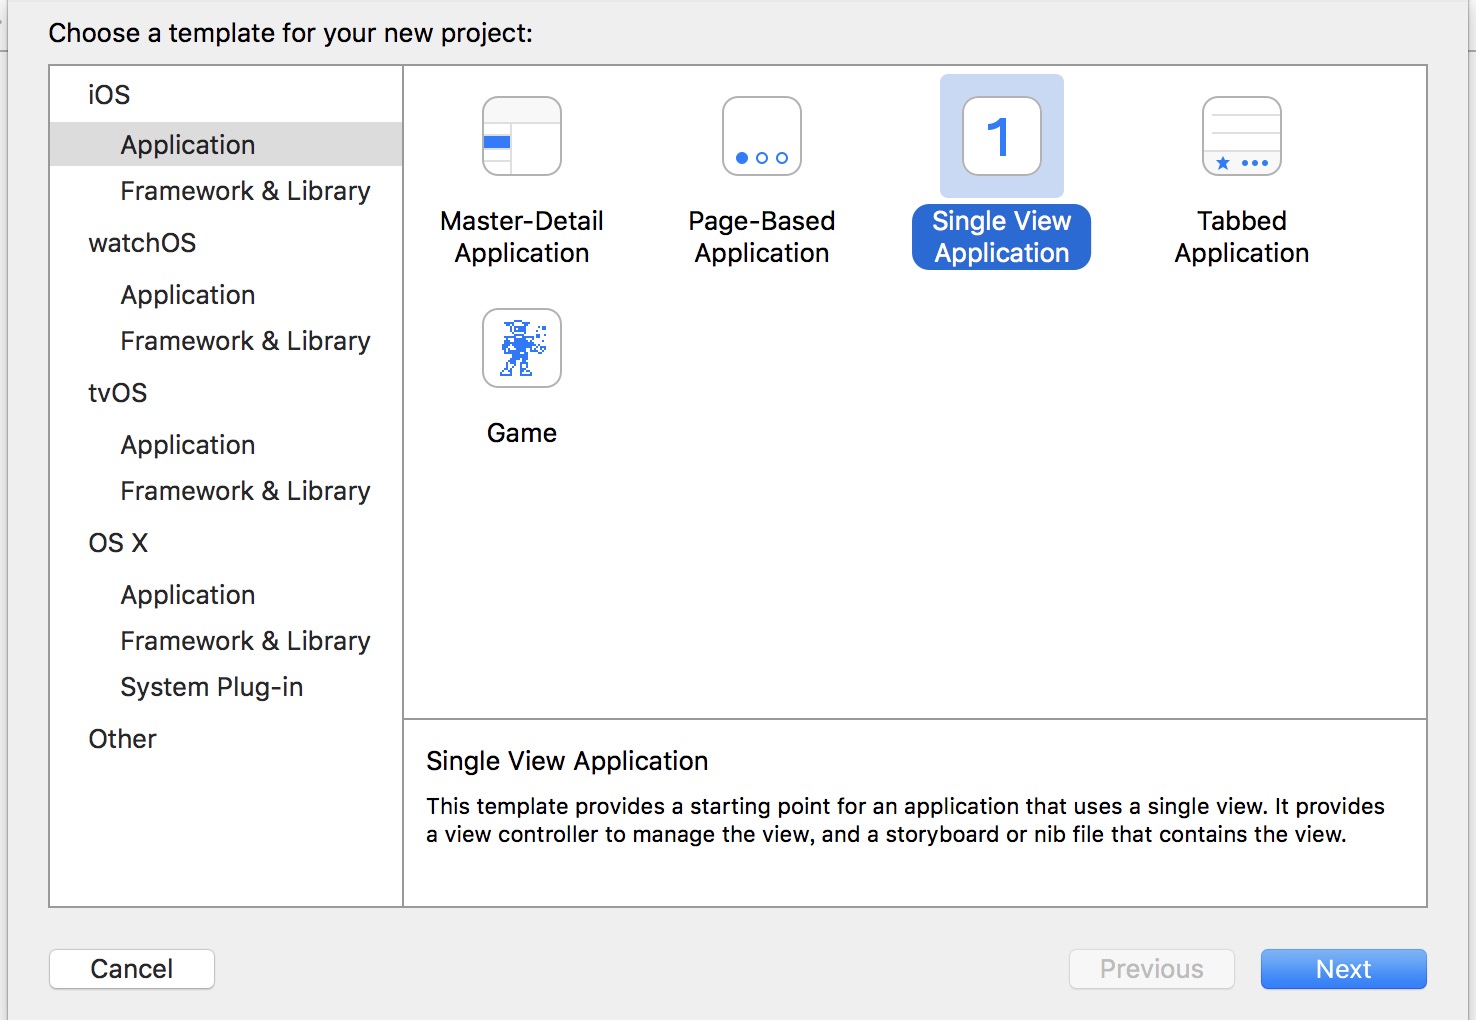 Choose a template for your new project:
iOS
Application
Framework & Library
watchOS
Application
Framework & Library
tvOS
Application
Framework & Library
OS X
Application
Framework & Library
System Plug-in
Other
Master-Detail
Application
Page-Based
Application
1
Single View
Application
Tabbed
Application
Game
Single View Application
This template provides a starting point for an application that uses a single view. It provides
a view controller to manage the view, and a storyboard or nib file that contains the view.
Cancel
Previous
Next